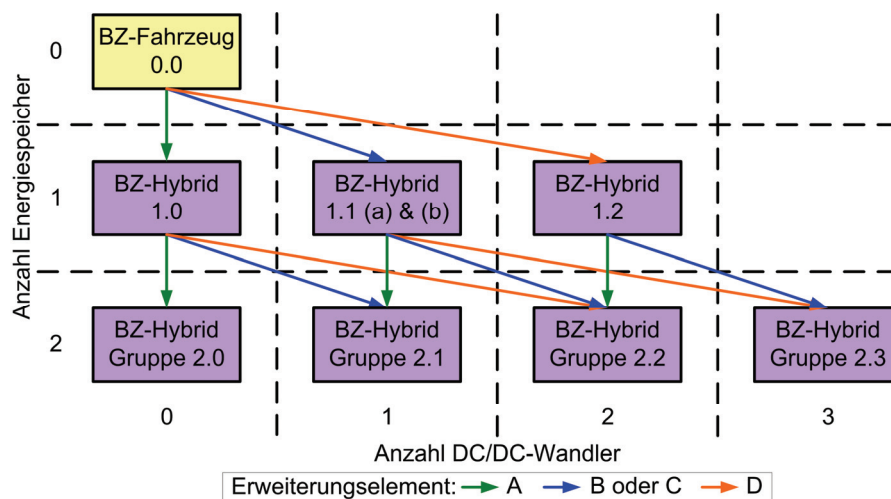 Anzahl Energiespeicher
0
BZ-Fahrzeug
0.0
1
BZ-Hybrid
1.0
BZ-Hybrid
1.1 (a) & (b)
BZ-Hybrid
1.2
2
BZ-Hybrid
Gruppe 2.0
BZ-Hybrid
Gruppe 2.1
BZ-Hybrid
Gruppe 2.2
BZ-Hybrid
Gruppe 2.3
0 1 2 3
Anzahl DC/DC-Wandler
Erweiterungselement: A B oder C D